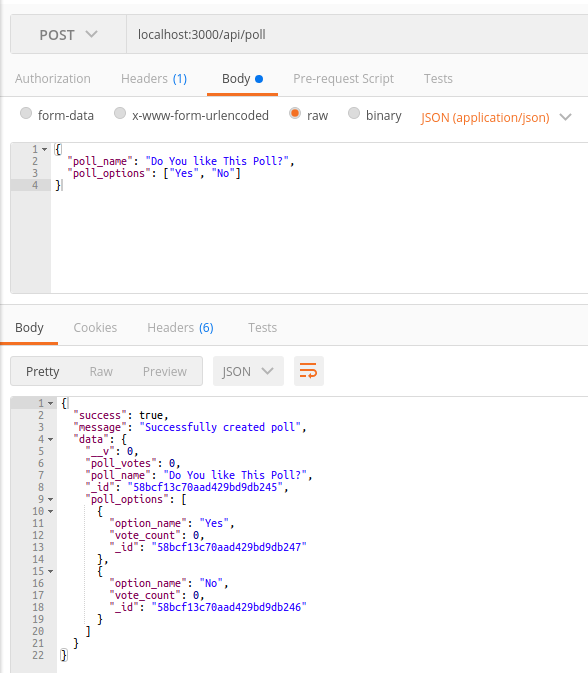 POST localhost:3000/api/poll
Authorization Headers (1) Body Pre-request Script Tests
form-data x-www-form-urlencoded raw binary JSON (application/json)
1 {
2 "poll_name": "Do You like This Poll?",
3 "poll_options": ["Yes", "No"]
4 }
Body Cookies Headers (6) Tests
Pretty Raw Preview JSON
1 {
2 "success": true,
3 "message": "Successfully created poll",
4 "data": {
5 "__v": 0,
6 "poll_votes": 0,
7 "poll_name": "Do You like This Poll?",
8 "_id": "58bcf13c70aad429bd9db245",
9 "poll_options": [
10 {
11 "option_name": "Yes",
12 "vote_count": 0,
13 "_id": "58bcf13c70aad429bd9db247"
14 },
15 {
16 "option_name": "No",
17 "vote_count": 0,
18 "_id": "58bcf13c70aad429bd9db246"
19 }
20 ]
21 }
22 }